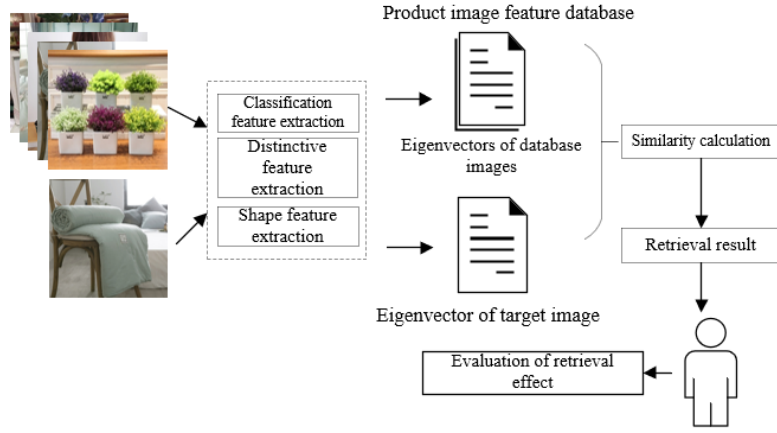 Product image feature database
Classification
feature extraction
Distinctive
feature
extraction
Shape feature
extraction
Eigenvectors of database
images
Eigenvector of target image
Similarity calculation
Retrieval result
Evaluation of retrieval
effect